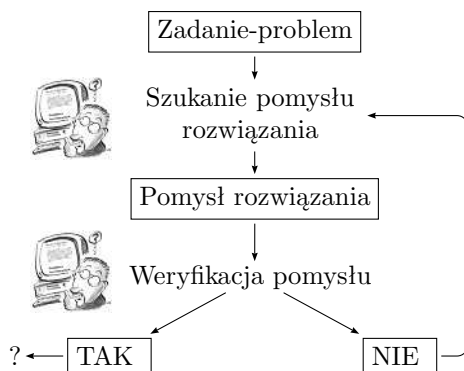 Zadanie-problem
Szukanie pomysłu
rozwiązania
Pomysł rozwiązania
Weryfikacja pomysłu
? TAK NIE